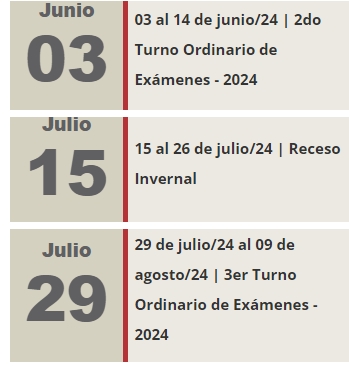 Junio
03
03 al 14 de junio/24 | 2do
Turno Ordinario de
Exámenes - 2024
Julio
15
15 al 26 de julio/24 | Receso
Invernal
Julio
29
29 de julio/24 al 09 de
agosto/24 | 3er Turno
Ordinario de Exámenes -
2024